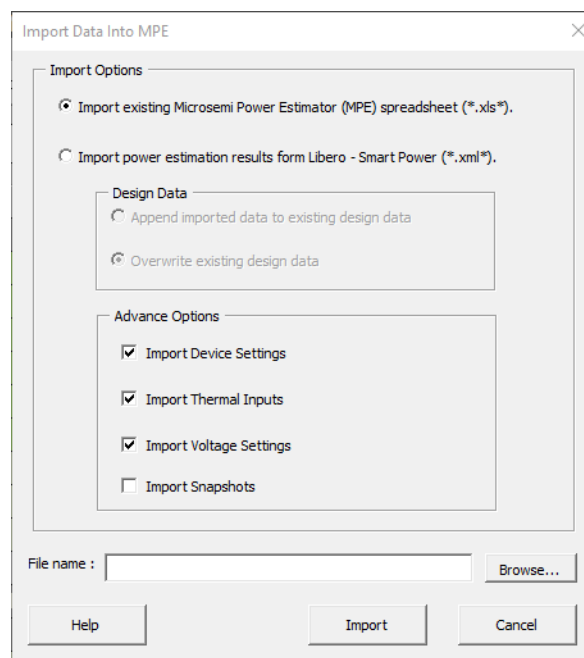 Import Data Into MPE
Import Options
Import existing Microsemi Power Estimator (MPE) spreadsheet (*.xls*).
Import power estimation results form Libero - Smart Power (*.xml*).
Design Data
Append imported data to existing design data
Overwrite existing design data
Advance Options
Import Device Settings
Import Thermal Inputs
Import Voltage Settings
Import Snapshots
File name :
Browse...
Help
Import
Cancel